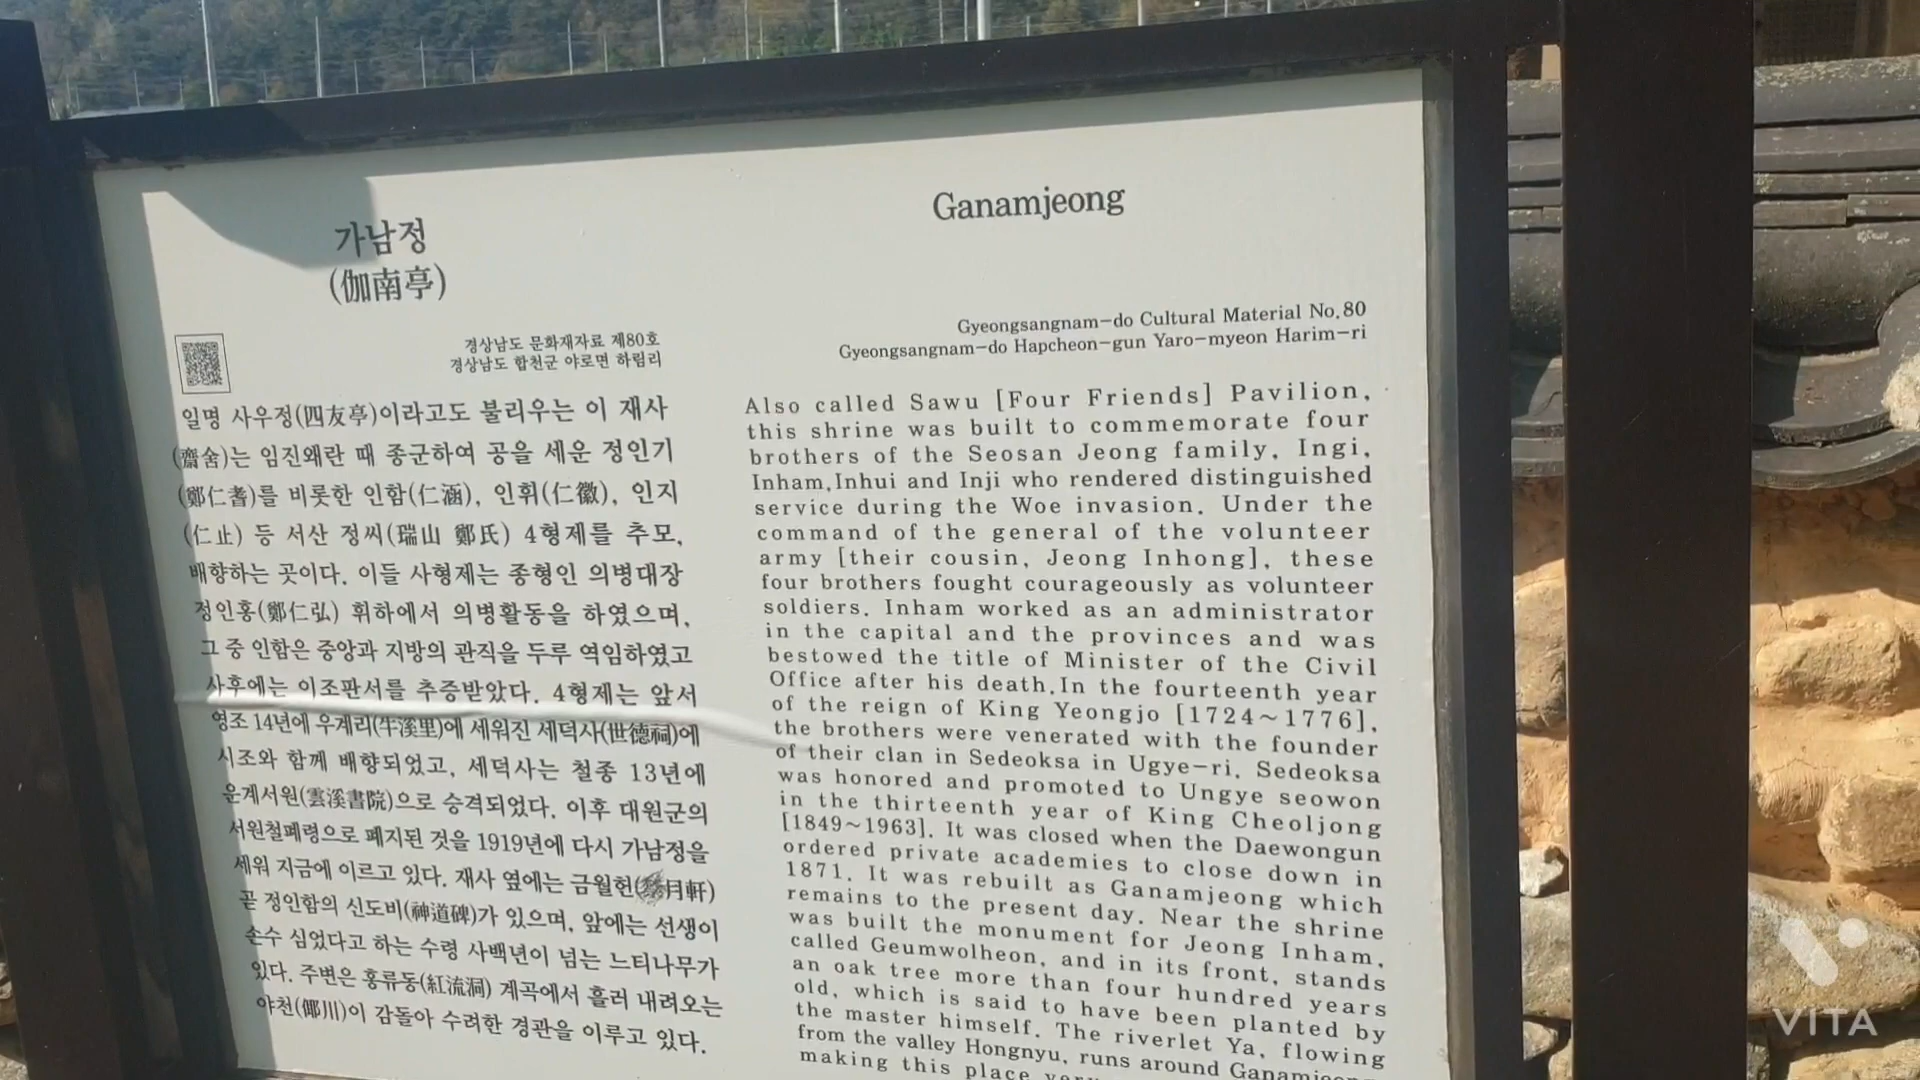 가남정
(伽南亭)
경상남도 문화재자료 제80호
경상남도 합천군 야로면 하림리
일명 사우정(四友亭)이라고도 불리우는 이 재사
(齋舍)는 임진왜란 때 종군하여 공을 세운 정인기
(鄭仁耆)를 비롯한 인함(仁涵), 인휘(仁徽), 인지
(仁止) 등 서산 정씨(瑞山 鄭氏) 4형제를 추모,
배향하는 곳이다. 이들 사형제는 종형인 의병대장
정인홍(鄭仁弘) 휘하에서 의병활동을 하였으며,
그 중 인함은 중앙과 지방의 관직을 두루 역임하였고
사후에는 이조판서를 추증받았다. 4형제는 앞서
영조 14년에 우계리(牛溪里)에 세워진 세덕사(世德祠)에
시조와 함께 배향되었고, 세덕사는 철종 13년에
운계서원(雲溪書院)으로 승격되었다. 이후 대원군의
서원철폐령으로 폐지된 것을 1919년에 다시 가남정을
세워 지금에 이르고 있다. 재사 옆에는 금월헌(月軒)
곧 정인함의 신도비(神道碑)가 있으며, 앞에는 선생이
손수 심었다고 하는 수령 사백년이 넘는 느티나무가
있다. 주변은 홍류동(紅流洞) 계곡에서 흘러 내려오는
야천(倻川)이 감돌아 수려한 경관을 이루고 있다.
Ganamjeong
Gyeongsangnam-do Cultural Material No.80
Gyeongsangnam-do Hapcheon-gun Yaro-myeon Harim-ri
Also called Sawu [Four Friends] Pavilion,
this shrine was built to commemorate four
brothers of the Seosan Jeong family, Ingi,
Inham,Inhui and Inji who rendered distinguished
service during the Woe invasion. Under the
command of the general of the volunteer
army [their cousin, Jeong Inhong], these
four brothers fought courageously as volunteer
soldiers. Inham worked as an administrator
in the capital and the provinces and was
bestowed the title of Minister of the Civil
Office after his death.In the fourteenth year
of the reign of King Yeongjo [1724~1776],
the brothers were venerated with the founder
of their clan in Sedeoksa in Ugye-ri. Sedeoksa
was honored and promoted to Ungye seowon
in the thirteenth year of King Cheoljong
[1849~1963]. It was closed when the Daewongun
ordered private academies to close down in
1871. It was rebuilt as Ganamjeong which
remains to the present day. Near the shrine
was built the monument for Jeong Inham,
called Geumwolheon, and in its front, stands
an oak tree more than four hundred years
old, which is said to have been planted by
the master himself. The riverlet Ya, flowing
from the valley Hongnyu, runs around Ganamjeong,
making this place very
VITA